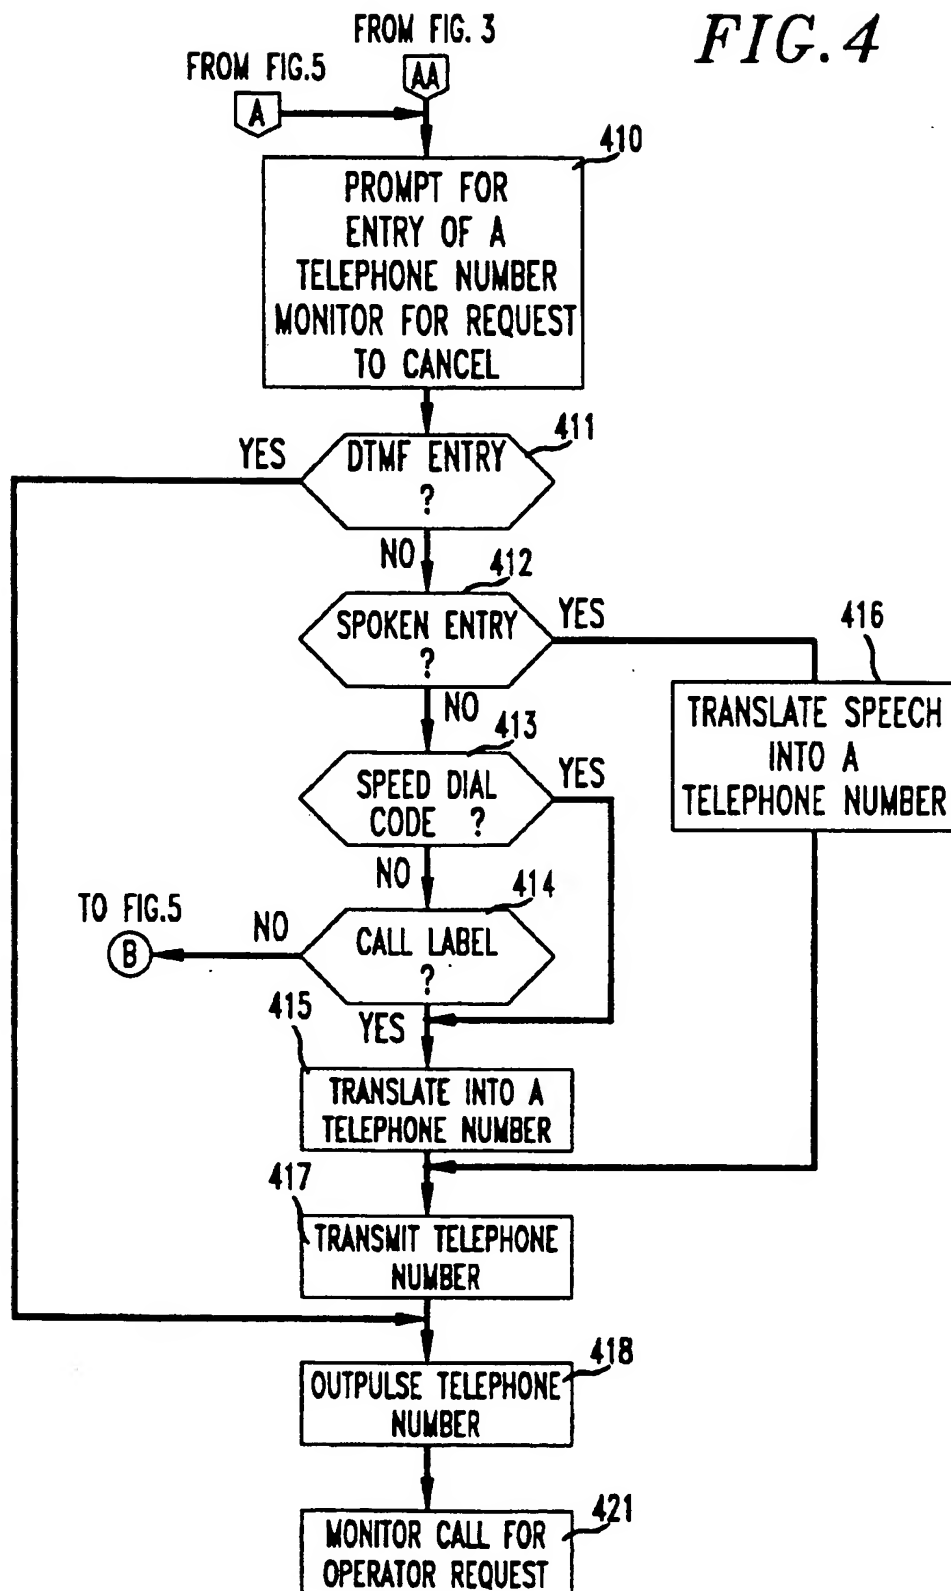 FIG. 4
FROM FIG. 3
AA
FROM FIG.5
A
410
PROMPT FOR
ENTRY OF A
TELEPHONE NUMBER
MONITOR FOR REQUEST
TO CANCEL
411
YES
DTMF ENTRY
?
NO
412
SPOKEN ENTRY
?
YES
416
TRANSLATE SPEECH
INTO A
TELEPHONE NUMBER
NO
413
SPEED DIAL
CODE ?
YES
NO
414
TO FIG.5
B
NO
CALL LABEL
?
YES
415
TRANSLATE INTO A
TELEPHONE NUMBER
417
TRANSMIT TELEPHONE
NUMBER
418
OUTPULSE TELEPHONE
NUMBER
421
MONITOR CALL FOR
OPERATOR REQUEST